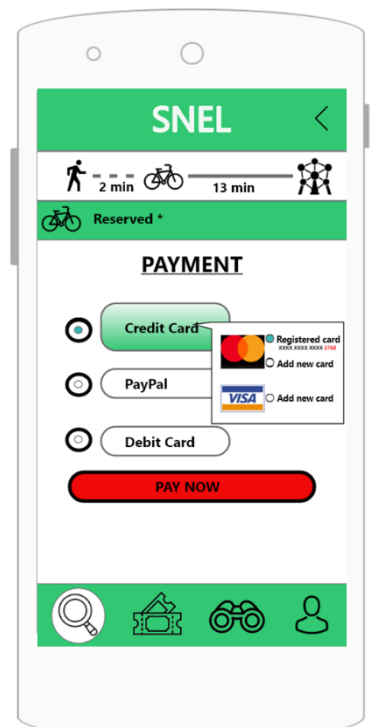 SNEL
2 min
13 min
Reserved *
PAYMENT
Credit Card
Registered card
XXXX XXXX XXXX 5768
Add new card
PayPal
VISA
Add new card
Debit Card
PAY NOW